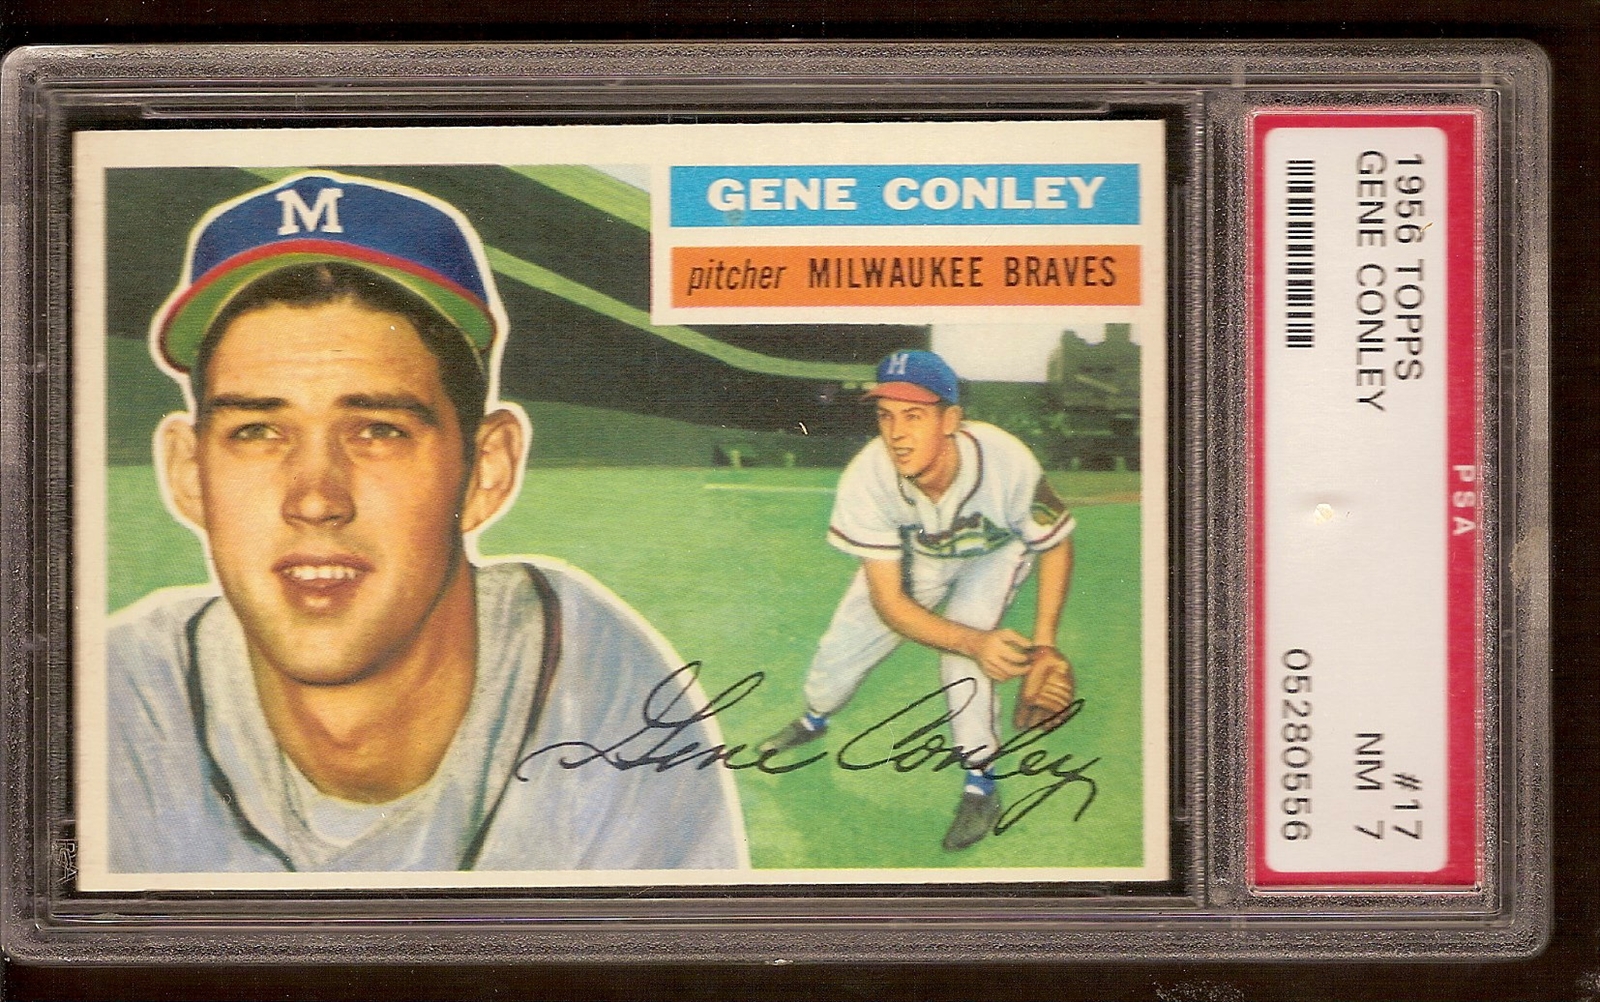 M
GENE CONLEY
pitcher MILWAUKEE BRAVES
M
Gene Conley
1956 TOPPS #17
GENE CONLEY NM 7
05280556
PSA